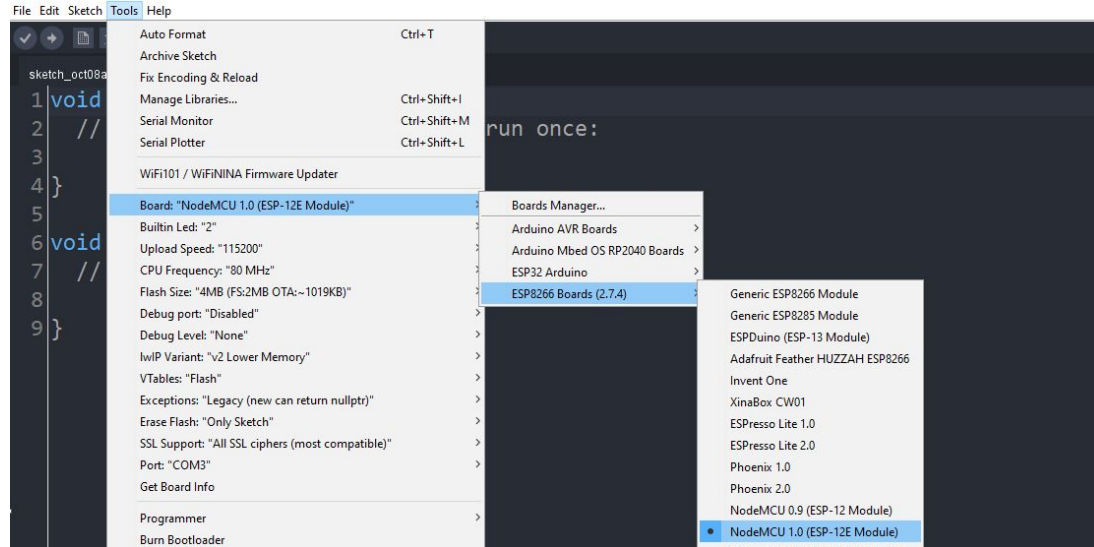 File Edit Sketch Tools Help
sketch_oct08a
1 void
2 // run once:
3
4 }
5
6 void
7 //
8
9 }
Auto Format Ctrl+T
Archive Sketch
Fix Encoding & Reload
Manage Libraries... Ctrl+Shift+I
Serial Monitor Ctrl+Shift+M
Serial Plotter Ctrl+Shift+L
WiFi101 / WiFiNINA Firmware Updater
Board: "NodeMCU 1.0 (ESP-12E Module)"
Builtin Led: "2"
Upload Speed: "115200"
CPU Frequency: "80 MHz"
Flash Size: "4MB (FS:2MB OTA:~1019KB)"
Debug port: "Disabled"
Debug Level: "None"
IwIP Variant: "v2 Lower Memory"
VTables: "Flash"
Exceptions: "Legacy (new can return nullptr)"
Erase Flash: "Only Sketch"
SSL Support: "All SSL ciphers (most compatible)"
Port: "COM3"
Get Board Info
Programmer
Burn Bootloader
Boards Manager...
Arduino AVR Boards
Arduino Mbed OS RP2040 Boards
ESP32 Arduino
ESP8266 Boards (2.7.4)
Generic ESP8266 Module
Generic ESP8285 Module
ESPDuino (ESP-13 Module)
Adafruit Feather HUZZAH ESP8266
Invent One
XinaBox CW01
ESPresso Lite 1.0
ESPresso Lite 2.0
Phoenix 1.0
Phoenix 2.0
NodeMCU 0.9 (ESP-12 Module)
NodeMCU 1.0 (ESP-12E Module)